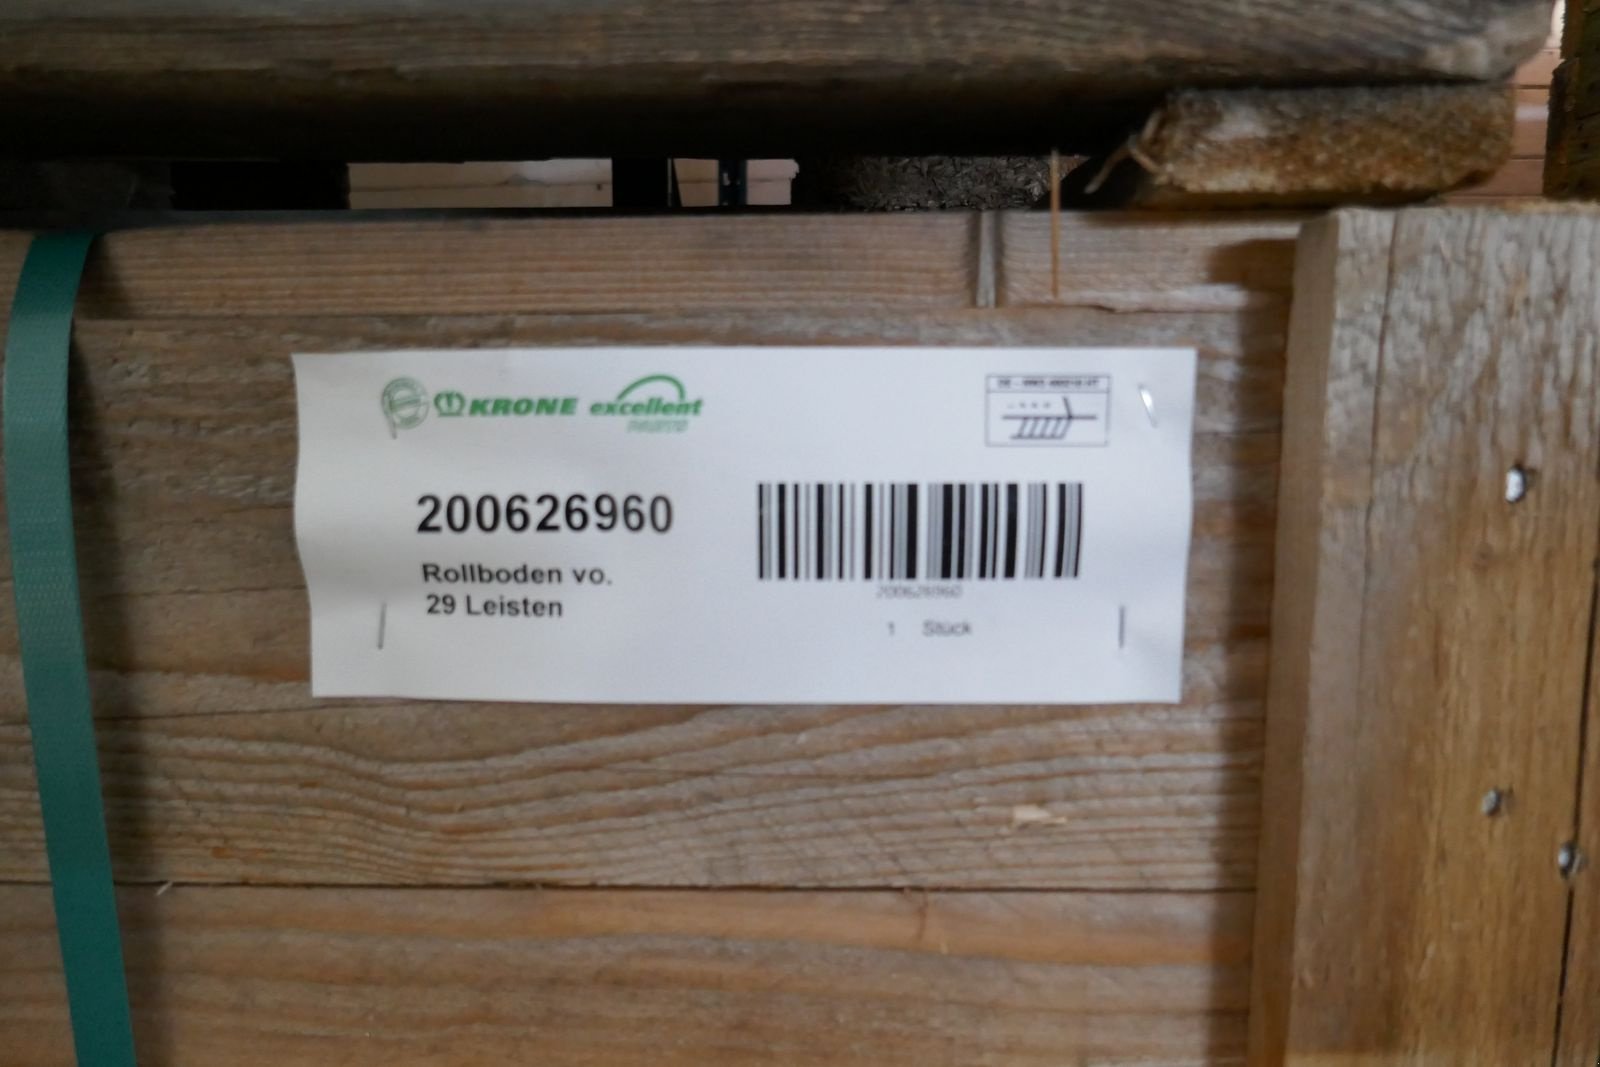 KRONE excellent
PARTS
200626960
Rollboden vo.
29 Leisten
200626960
1 Stück